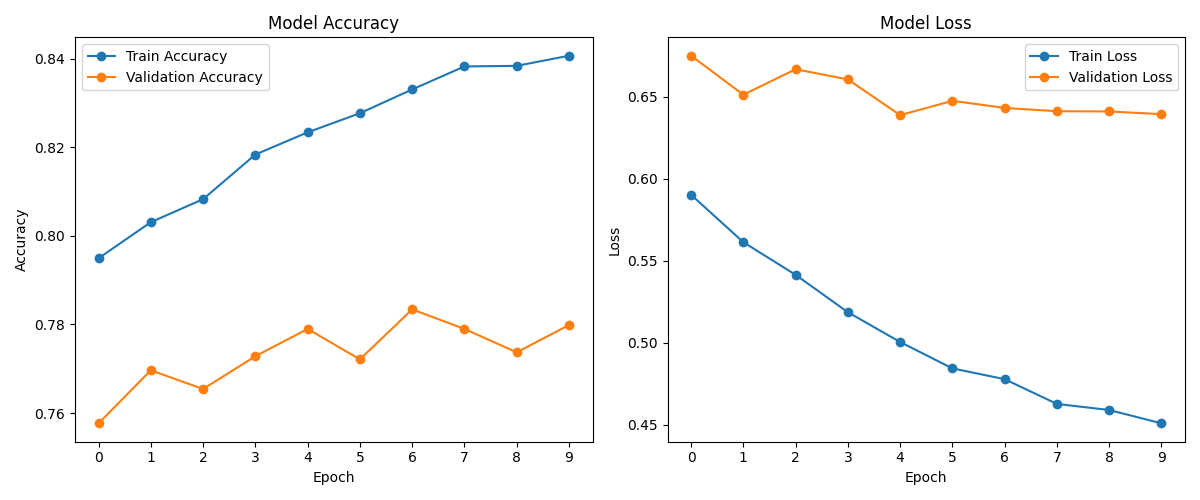 Model Accuracy
Train Accuracy
Validation Accuracy
Accuracy
0.84
0.82
0.80
0.78
0.76
0 1 2 3 4 5 6 7 8 9
Epoch
Model Loss
Train Loss
Validation Loss
Loss
0.65
0.60
0.55
0.50
0.45
0 1 2 3 4 5 6 7 8 9
Epoch